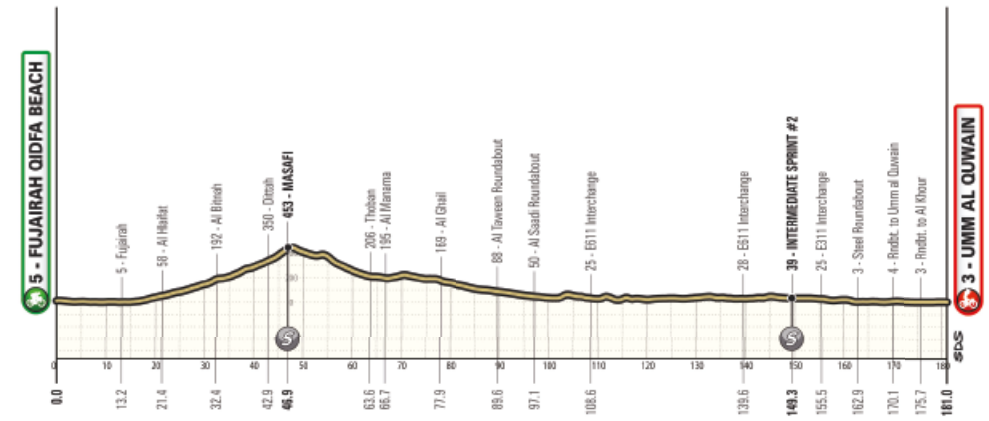 5 - FUJAIRAH QIDFA BEACH
5 - Fujairah
58 - Al Hlaifat
192 - Al Bitnah
350 - Dittah
453 - MASAFI
206 - Thoban
195 - Al Manama
169 - Al Ghail
88 - Al Taween Roundabout
50 - Al Saadi Roundabout
25 - E611 Interchange
28 - E611 Interchange
39 - INTERMEDIATE SPRINT #2
25 - E311 Interchange
3 - Steel Roundabout
4 - Rndbt. to Umm al Quwain
3 - Rndbt. to Al Khour
3 - UMM AL QUWAIN
S
S
SDS
0 10 20 30 40 50 60 70 80 90 100 110 120 130 140 150 160 170 180
0.0 13.2 21.4 32.4 42.9 46.9 63.6 66.7 77.9 89.6 97.1 108.6 139.6 149.3 155.5 162.9 170.1 175.7 181.0